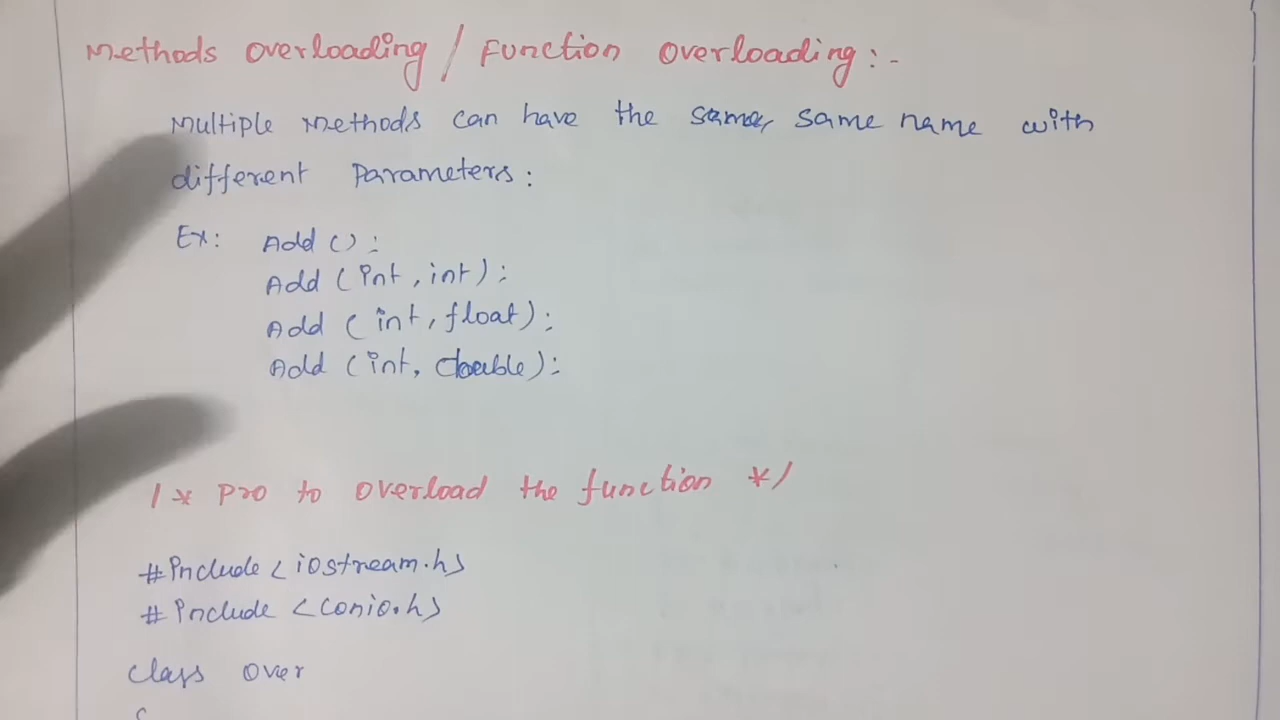 Methods overloading / Function overloading : -
Multiple Methods can have the same, same name with
different Parameters :
Ex: Add () ;
Add (int, int) ;
Add (int, float) ;
Add (int, double) ;
/* Pro to overload the function */
#include <iostream.h>
#include <conio.h>
class over
{